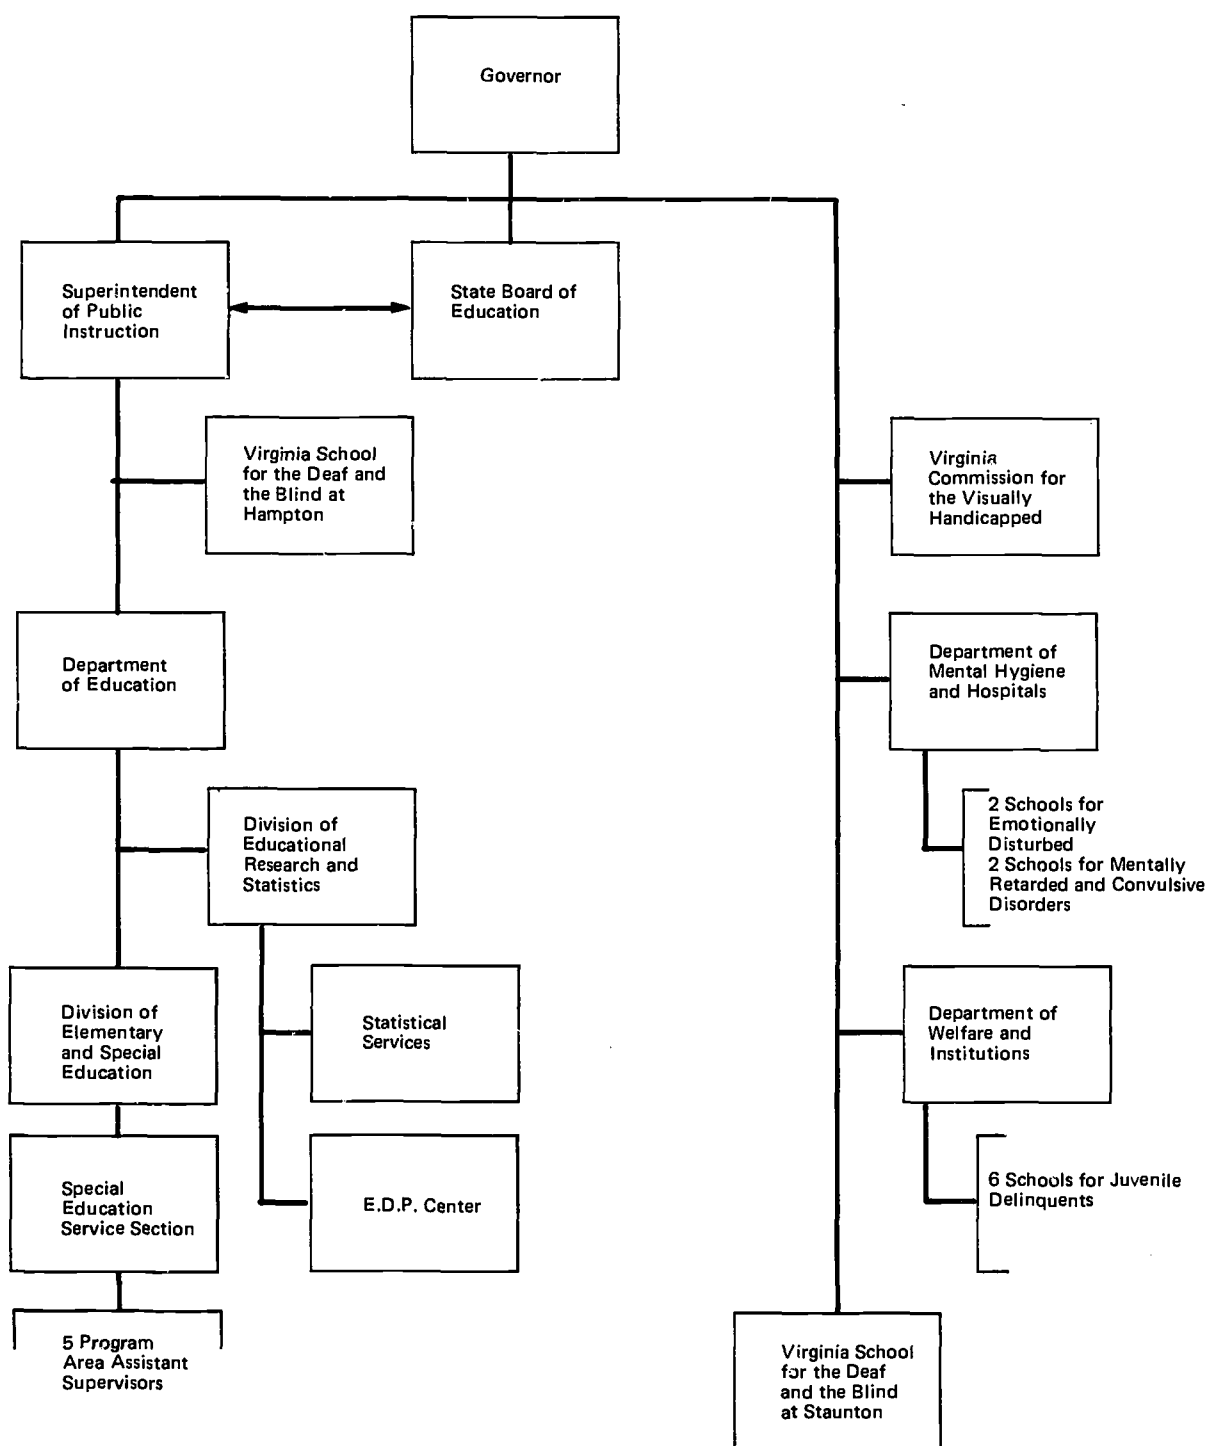 Governor
Superintendent
of Public
Instruction
State Board of
Education
Virginia School
for the Deaf and
the Blind at
Hampton
Virginia
Commission for
the Visually
Handicapped
Department
of Education
Department of
Mental Hygiene
and Hospitals
Division of
Educational
Research and
Statistics
2 Schools for
Emotionally
Disturbed
2 Schools for Mentally
Retarded and Convulsive
Disorders
Division of
Elementary
and Special
Education
Statistical
Services
Department of
Welfare and
Institutions
Special
Education
Service Section
E.D.P. Center
6 Schools for Juvenile
Delinquents
5 Program
Area Assistant
Supervisors
Virginia School
for the Deaf
and the Blind
at Staunton